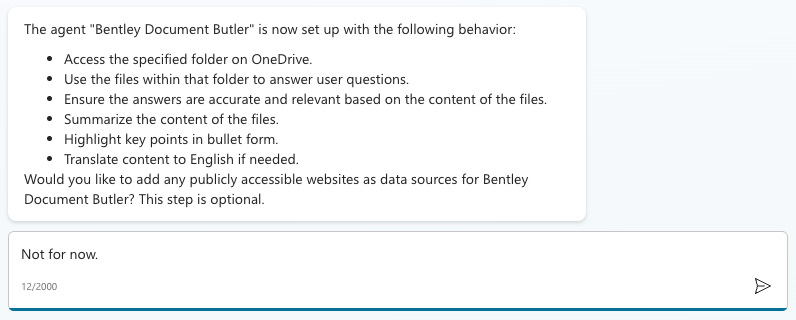 The agent "Bentley Document Butler" is now set up with the following behavior:
• Access the specified folder on OneDrive.
• Use the files within that folder to answer user questions.
• Ensure the answers are accurate and relevant based on the content of the files.
• Summarize the content of the files.
• Highlight key points in bullet form.
• Translate content to English if needed.
Would you like to add any publicly accessible websites as data sources for Bentley
Document Butler? This step is optional.
Not for now.
12/2000